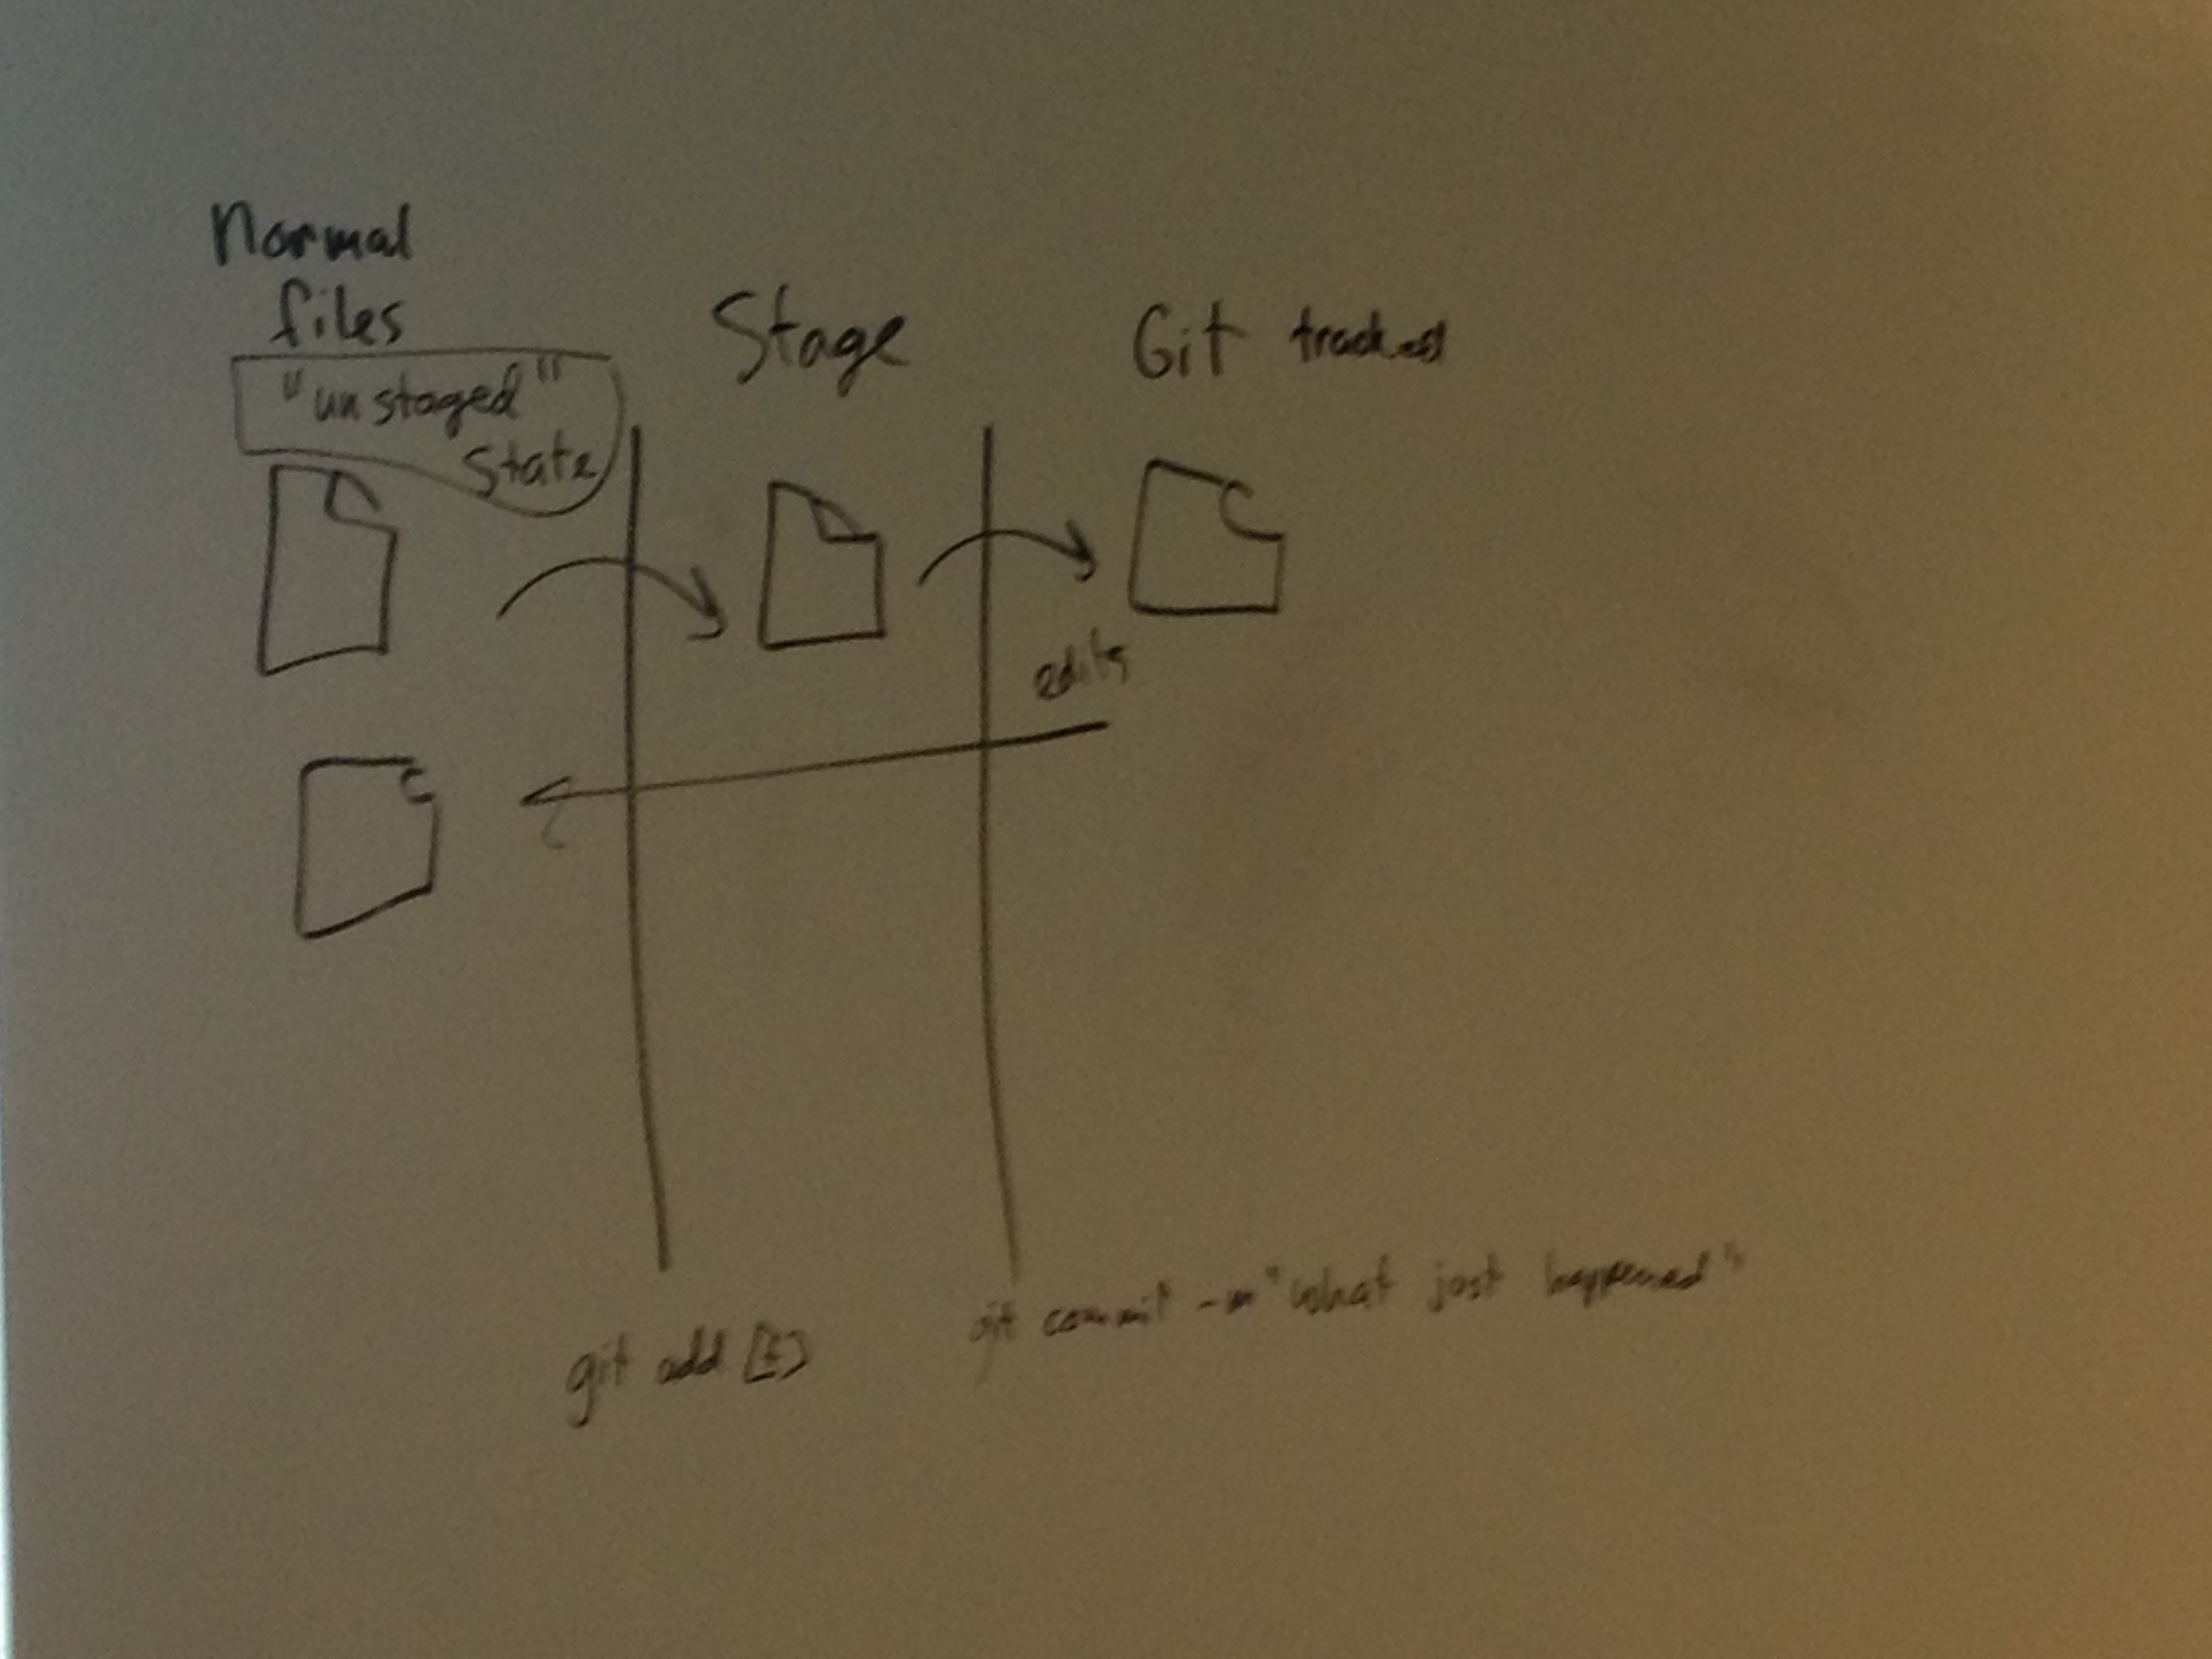 Normal
files
"unstaged"
state
Stage
Git tracked
edits
git add [ ]
git commit -m "what just happened"